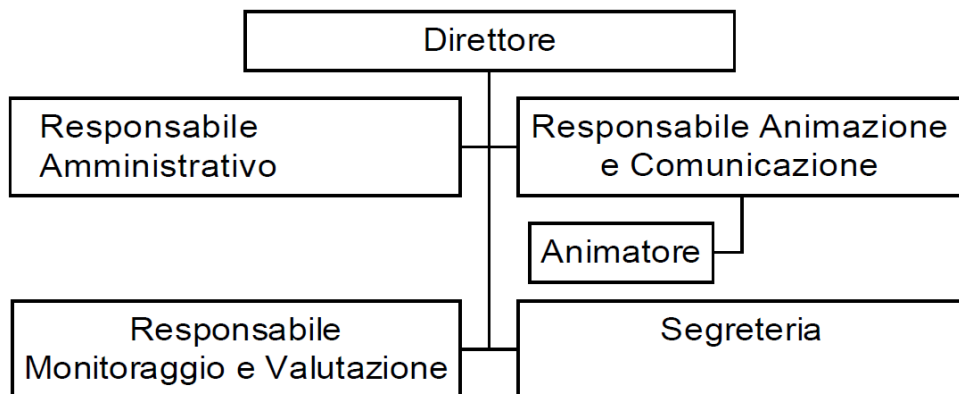 Direttore
Responsabile
Amministrativo
Responsabile Animazione
e Comunicazione
Animatore
Responsabile
Monitoraggio e Valutazione
Segreteria